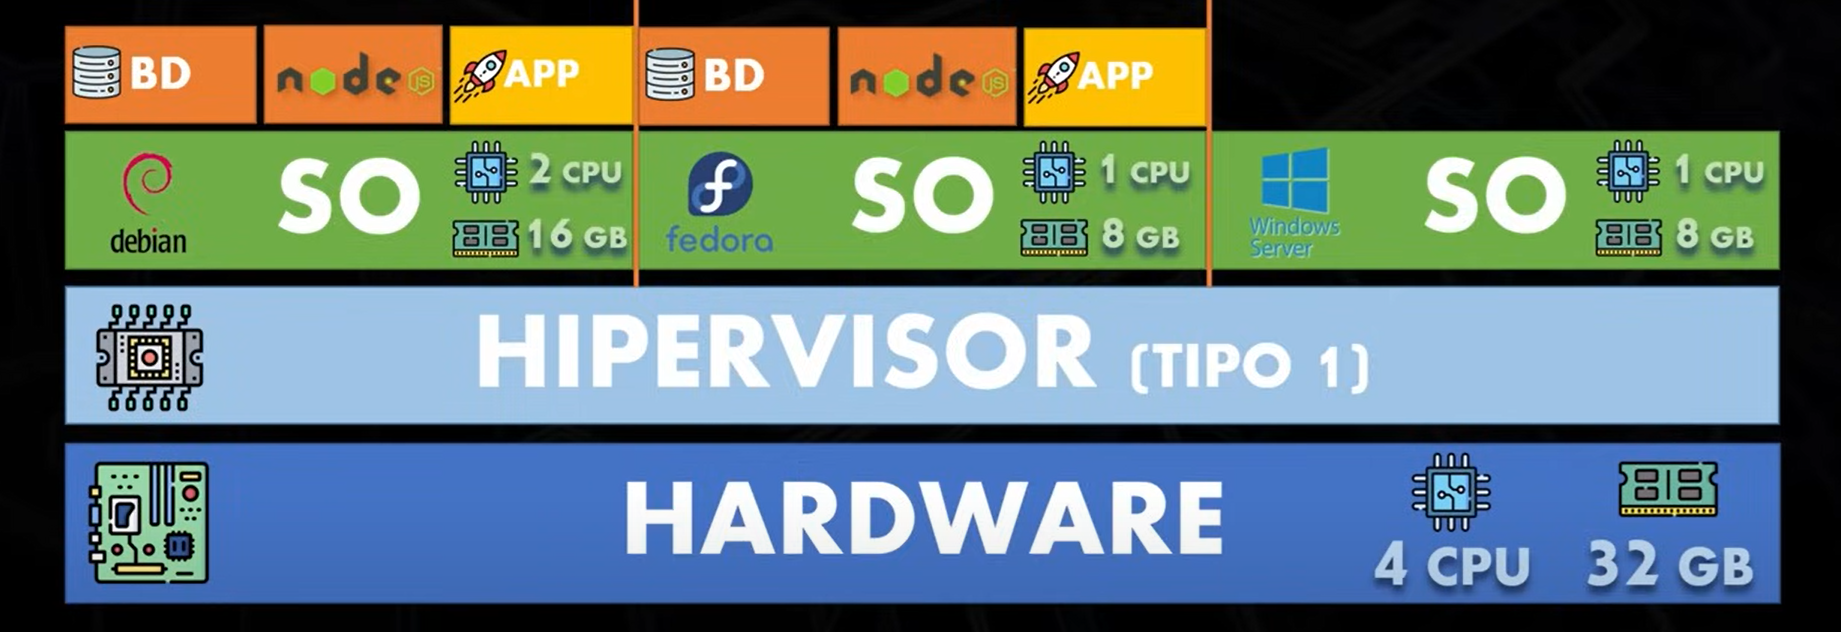 BD
node JS
APP
BD
node JS
APP
debian
SO
2 CPU
16 GB
fedora
SO
1 CPU
8 GB
Windows
Server
SO
1 CPU
8 GB
HIPERVISOR (TIPO 1)
HARDWARE
4 CPU
32 GB